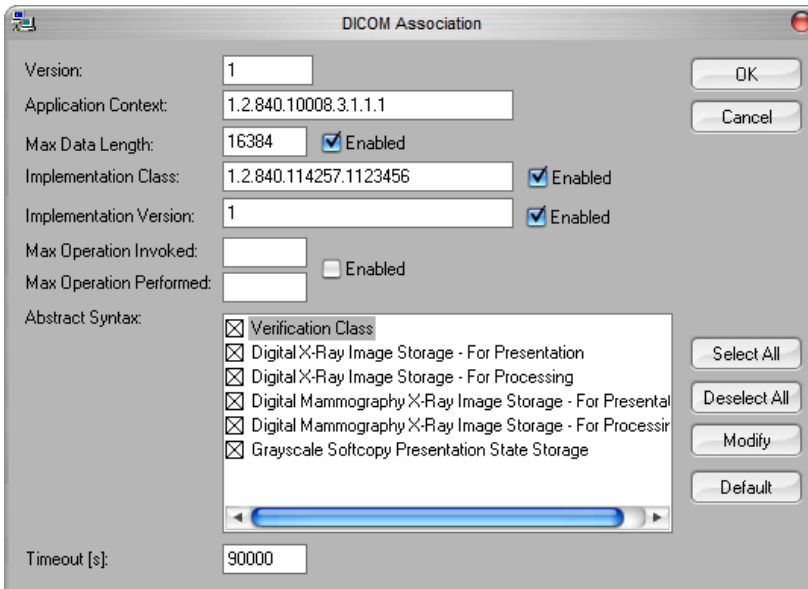 DICOM Association
Version: 1
OK
Application Context: 1.2.840.10008.3.1.1.1
Cancel
Max Data Length: 16384 Enabled
Implementation Class: 1.2.840.114257.1123456 Enabled
Implementation Version: 1 Enabled
Max Operation Invoked:
Enabled
Max Operation Performed:
Abstract Syntax:
Verification Class
Digital X-Ray Image Storage - For Presentation
Digital X-Ray Image Storage - For Processing
Digital Mammography X-Ray Image Storage - For Presentat
Digital Mammography X-Ray Image Storage - For Processin
Grayscale Softcopy Presentation State Storage
Select All
Deselect All
Modify
Default
Timeout [s]: 90000